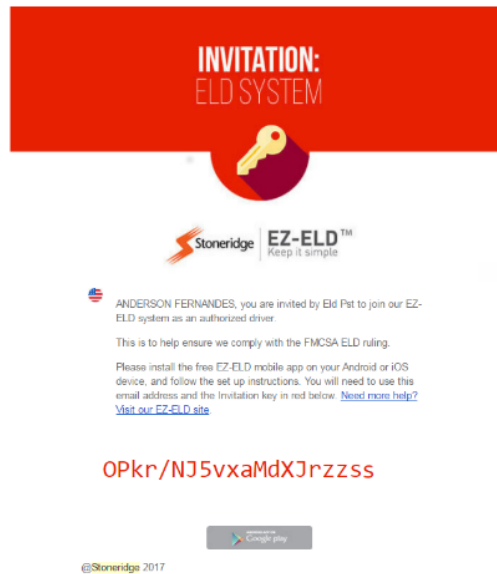 INVITATION:
ELD SYSTEM
Stoneridge EZ-ELD™
Keep it simple
ANDERSON FERNANDES, you are invited by Eld Pst to join our EZ-
ELD system as an authorized driver.
This is to help ensure we comply with the FMCSA ELD ruling.
Please install the free EZ-ELD mobile app on your Android or iOS
device, and follow the set up instructions. You will need to use this
email address and the Invitation key in red below. Need more help?
Visit our EZ-ELD site.
OPkr/NJ5vxaMdXJrzzss
Google play
@Stoneridge 2017